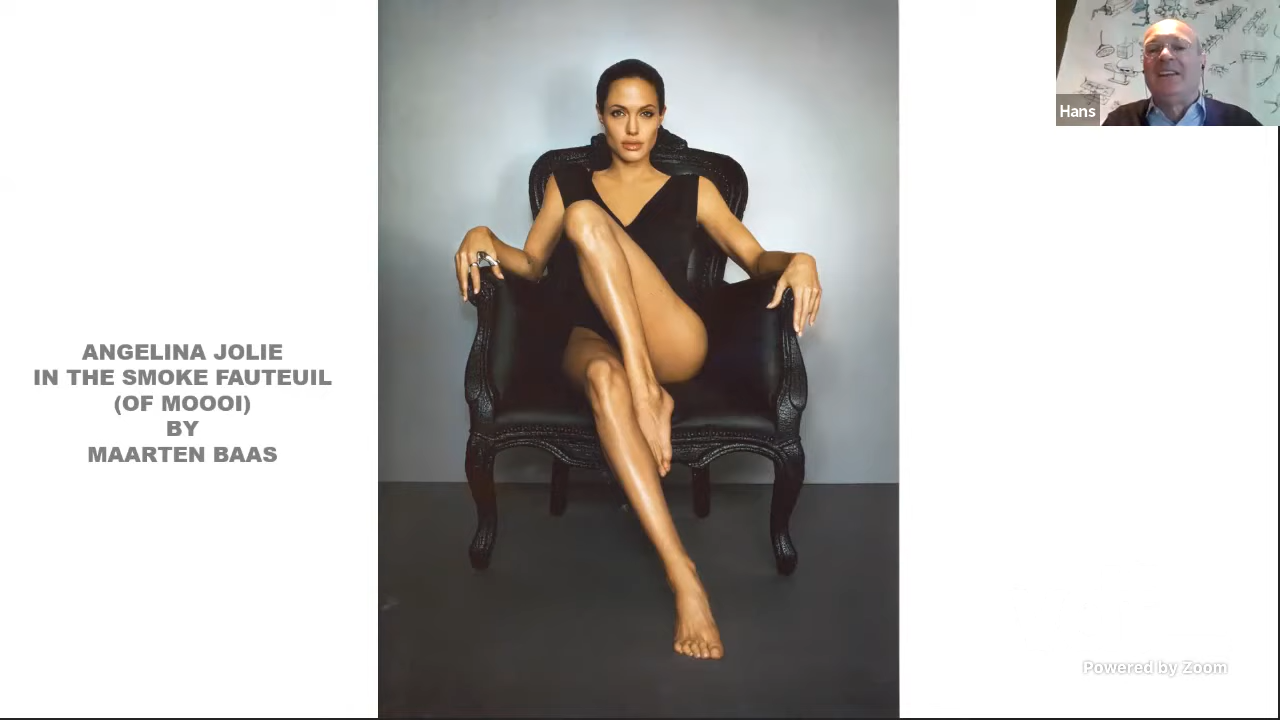 ANGELINA JOLIE
IN THE SMOKE FAUTEUIL
(OF MOOOI)
BY
MAARTEN BAAS
Hans
Powered by Zoom